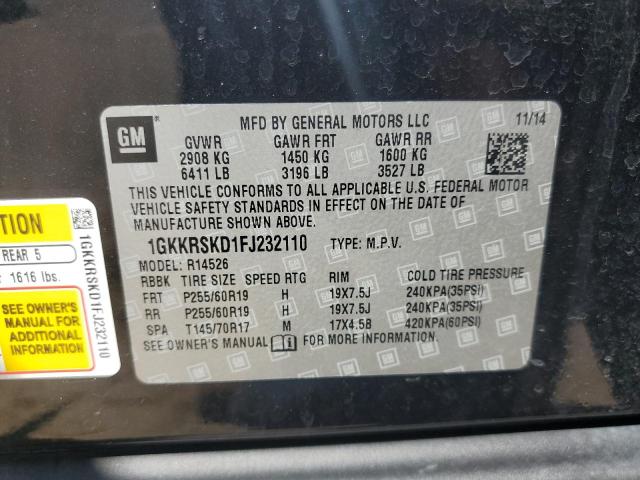 GM
MFD BY GENERAL MOTORS LLC 11/14
GVWR GAWR FRT GAWR RR
2908 KG 1450 KG 1600 KG
6411 LB 3196 LB 3527 LB
THIS VEHICLE CONFORMS TO ALL APPLICABLE U.S. FEDERAL MOTOR
VEHICLE SAFETY STANDARDS IN EFFECT ON THE DATE OF
MANUFACTURE SHOWN ABOVE.
1GKKRSKD1FJ232110 TYPE: M.P.V.
MODEL: R14526
RBBK TIRE SIZE SPEED RTG RIM COLD TIRE PRESSURE
FRT P255/60R19 H 19X7.5J 240KPA(35PSI)
RR P255/60R19 H 19X7.5J 240KPA(35PSI)
SPA T145/70R17 M 17X4.5B 420KPA(60PSI)
SEE OWNER'S MANUAL i FOR MORE INFORMATION
TION
REAR 5
1616 lbs.
SEE OWNER'S
MANUAL FOR
ADDITIONAL
INFORMATION
1GKKRSKD1FJ232110